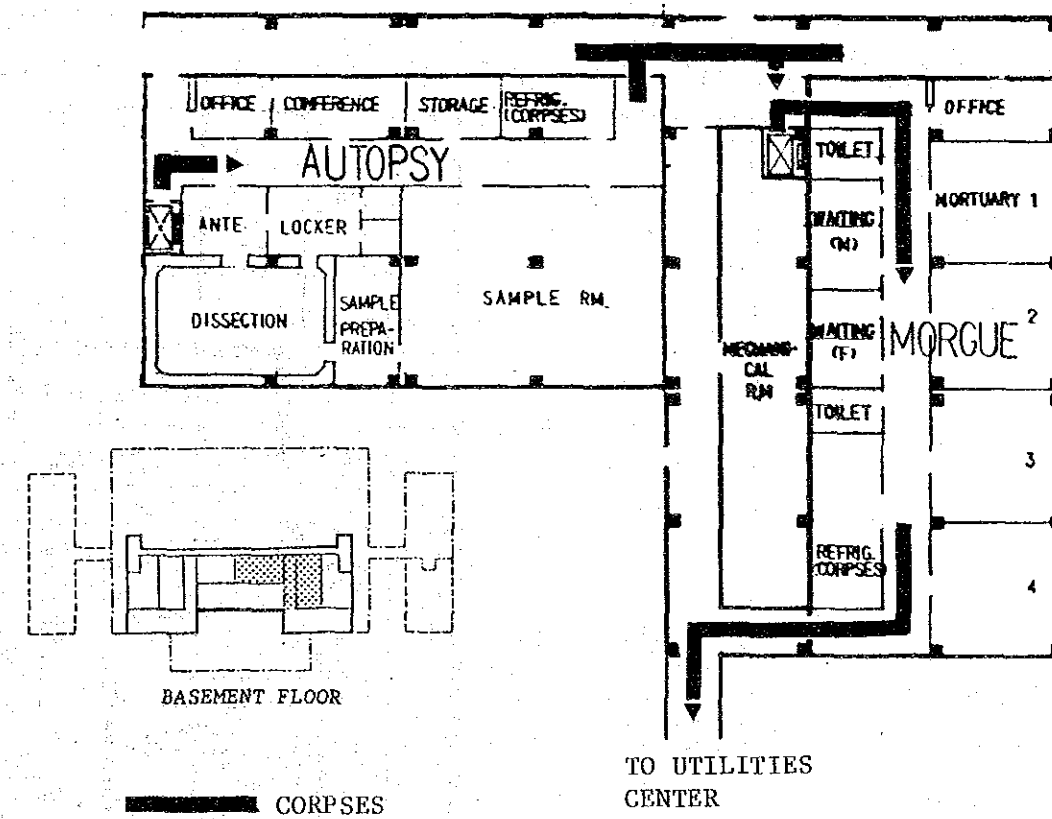 OFFICE
CONFERENCE
STORAGE
REFRIG.
(CORPSES)
AUTOPSY
ANTE.
LOCKER
DISSECTION
SAMPLE
PREPA-
RATION
SAMPLE RM.
MECHANI-
CAL
RM
TOILET
WAITING
(M)
WAITING
(F)
TOILET
REFRIG.
(CORPSES)
OFFICE
MORTUARY 1
2
MORGUE
3
4
BASEMENT FLOOR
TO UTILITIES
CENTER
CORPSES